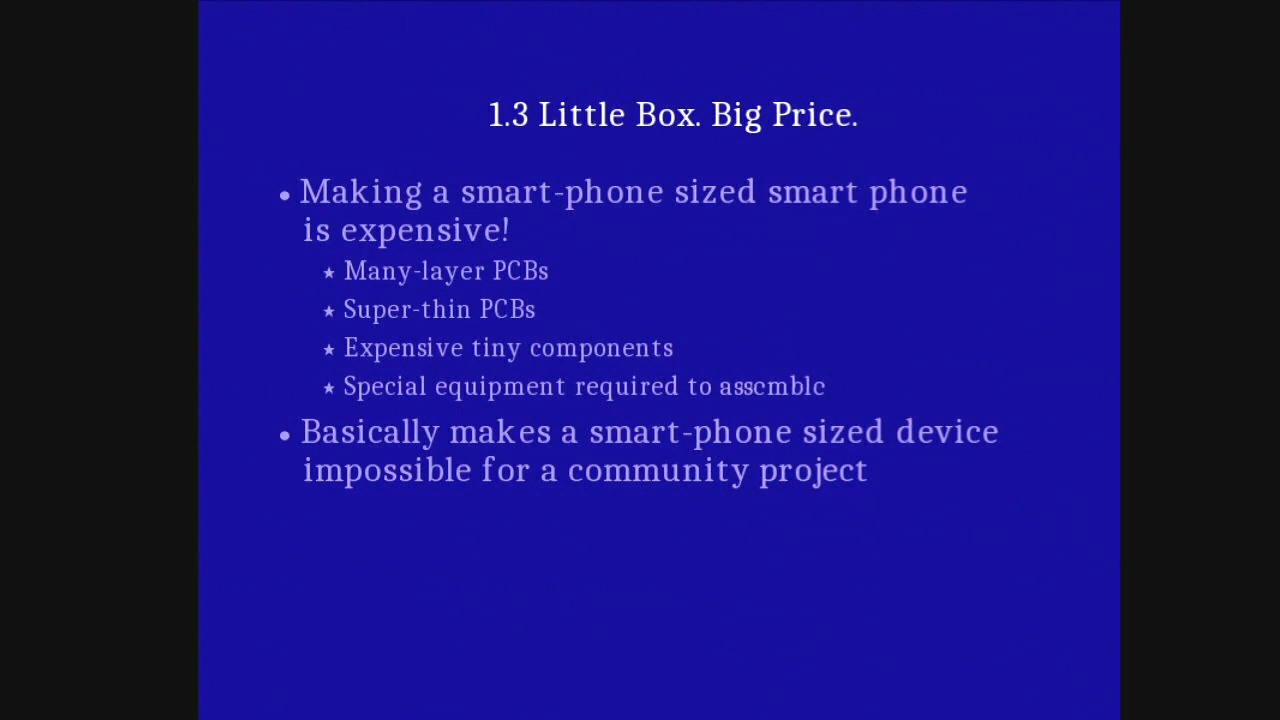 1.3 Little Box. Big Price.
• Making a smart-phone sized smart phone
is expensive!
★ Many-layer PCBs
★ Super-thin PCBs
★ Expensive tiny components
★ Special equipment required to assemble
• Basically makes a smart-phone sized device
impossible for a community project